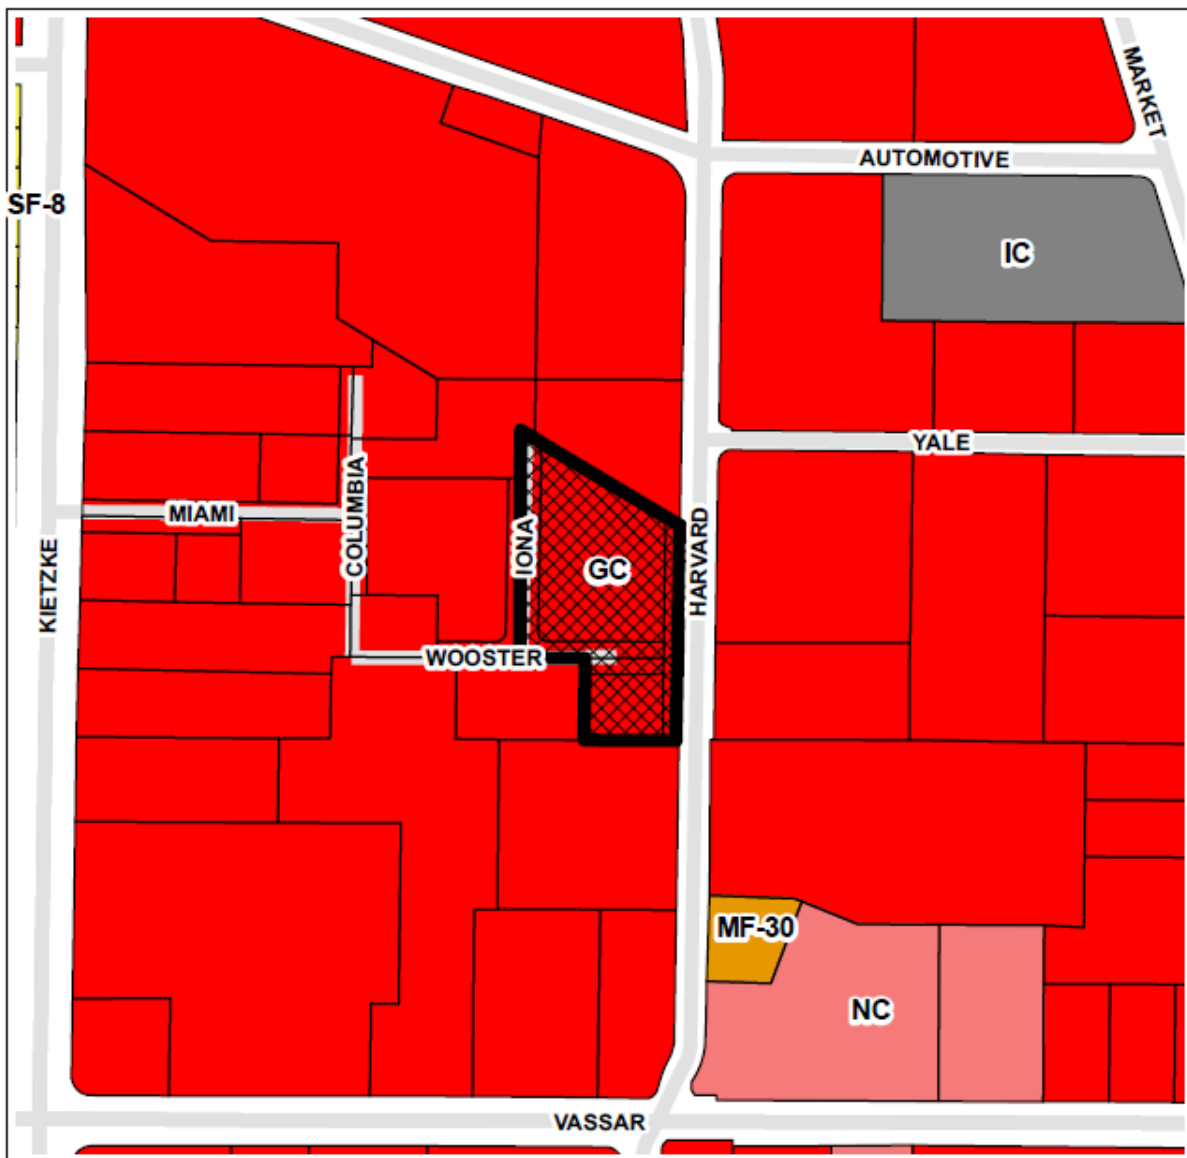 MARKET
AUTOMOTIVE
SF-8
IC
YALE
MIAMI
COLUMBIA
IONA
GC
HARVARD
KIETZKE
WOOSTER
MF-30
NC
VASSAR